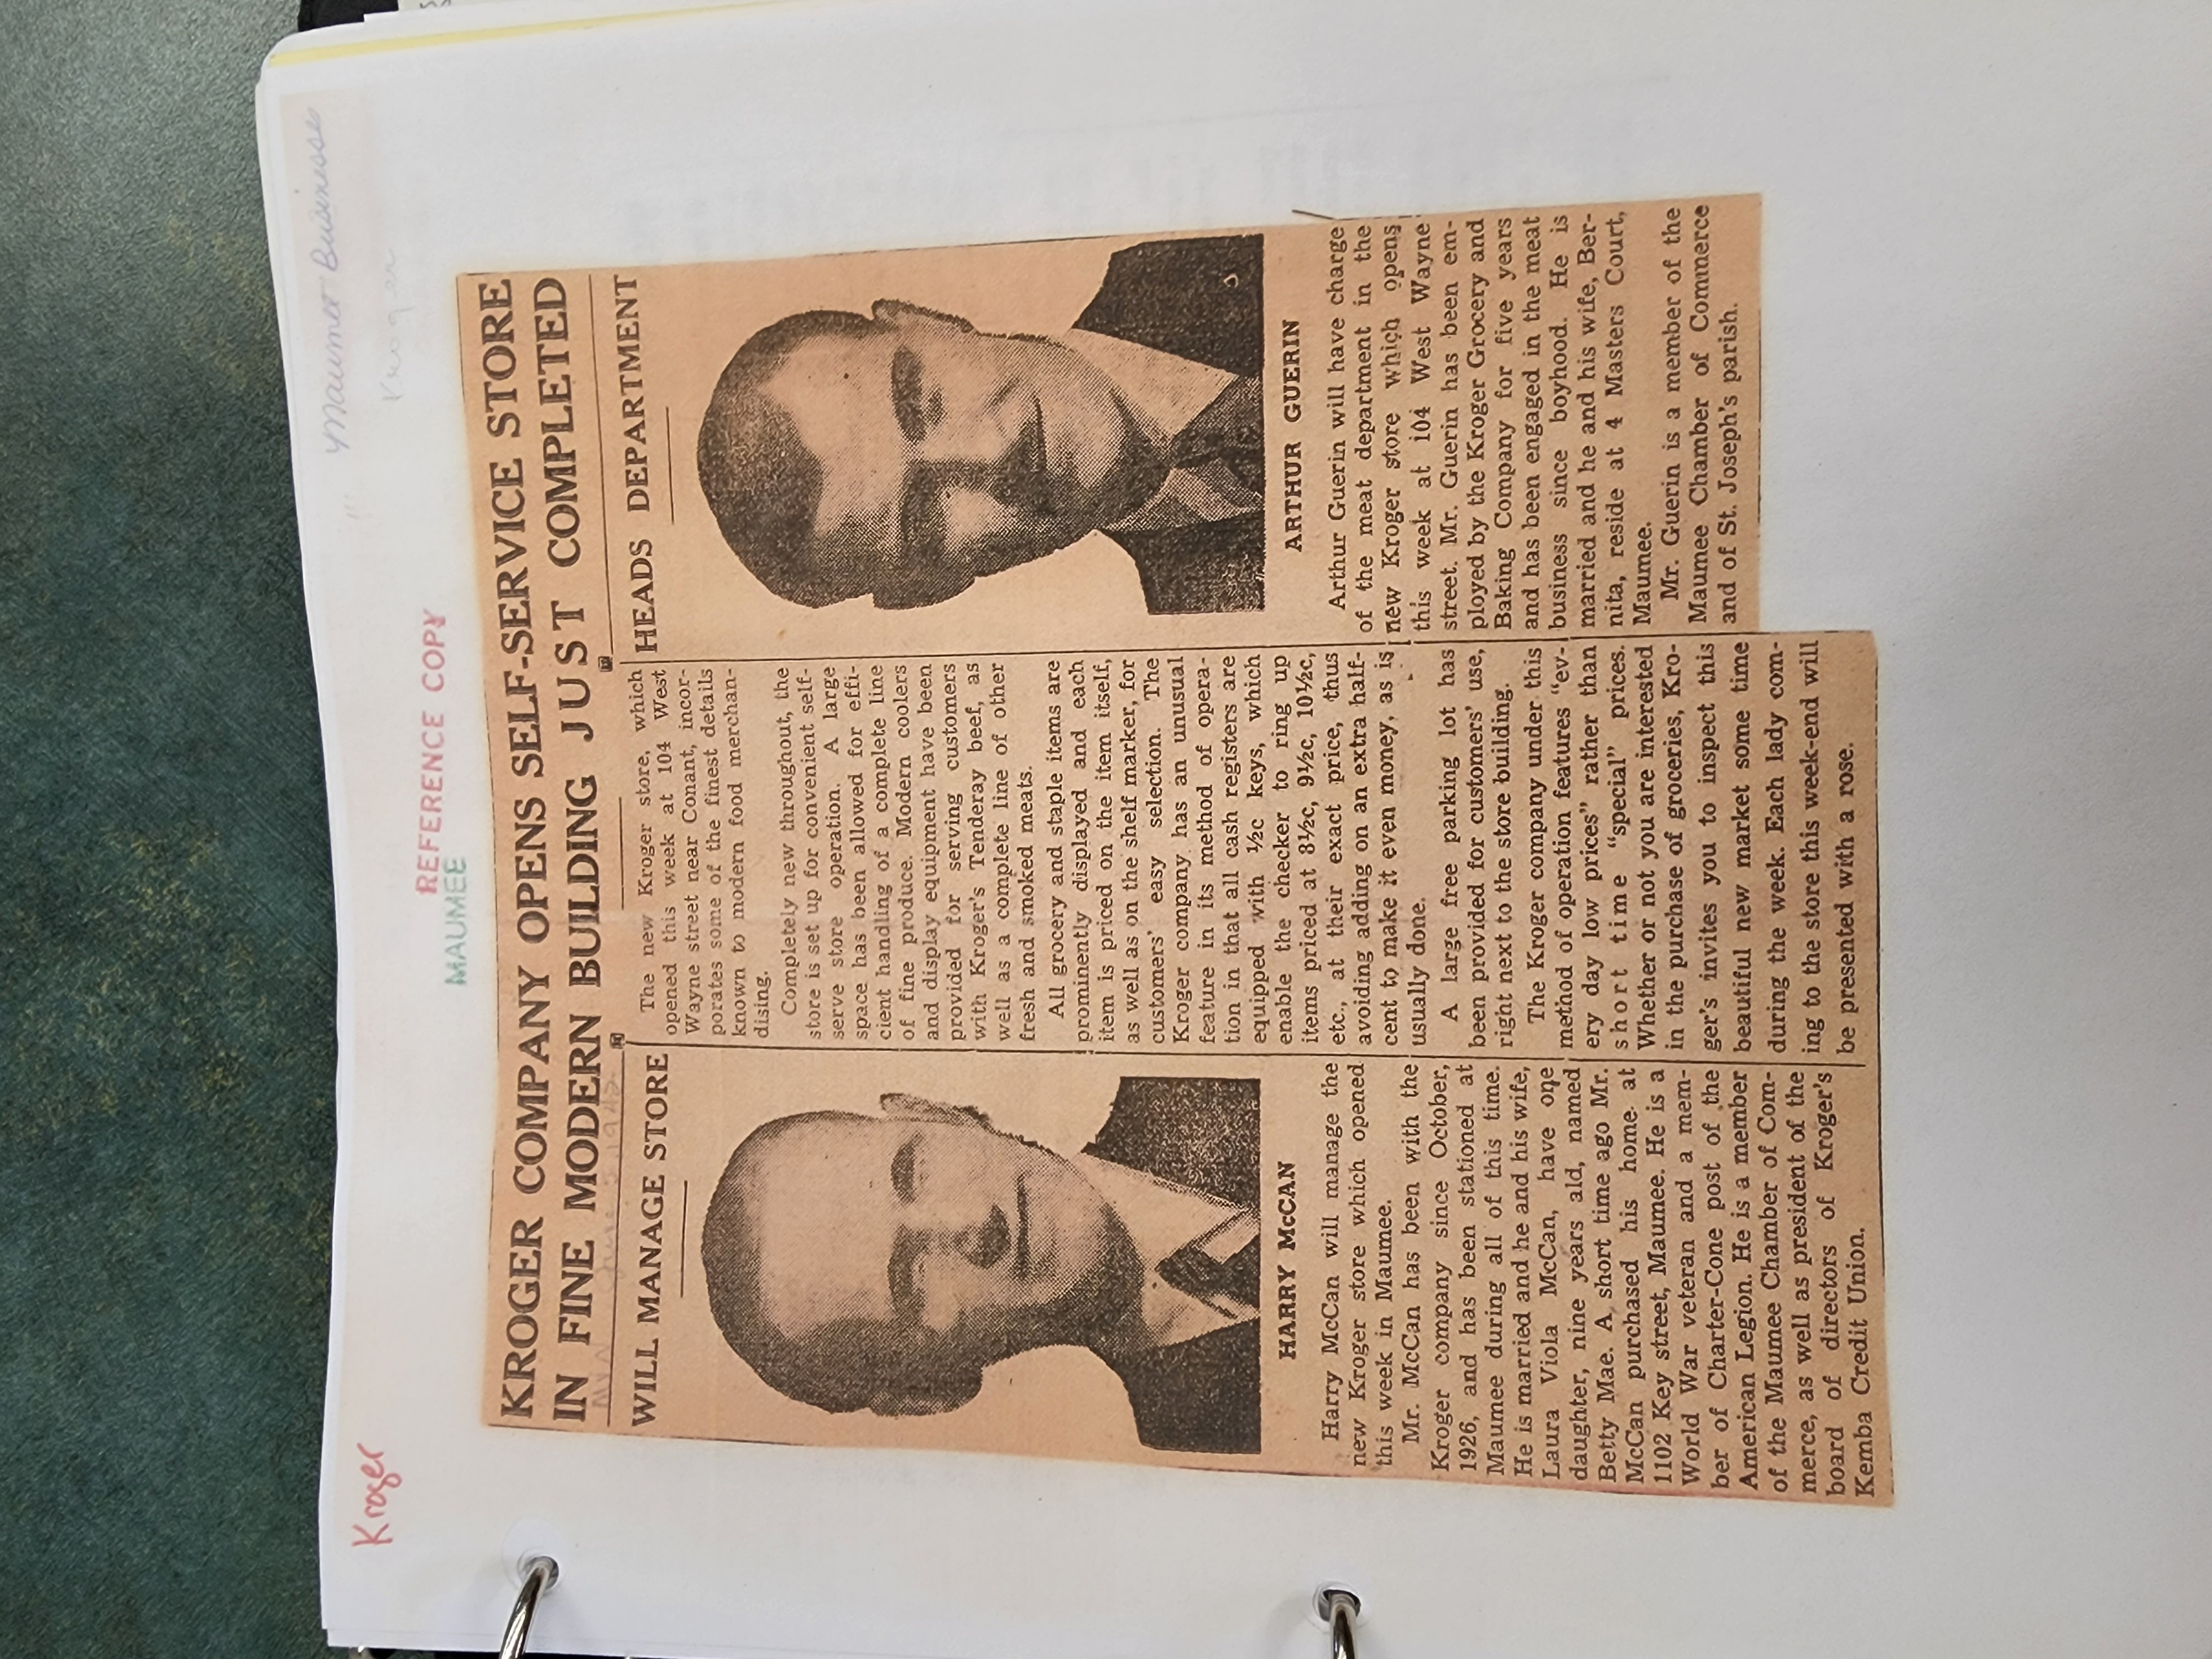 Kroger
Maumee Businesses
Kroger
REFERENCE COPY
MAUMEE
KROGER COMPANY OPENS SELF-SERVICE STORE
IN FINE MODERN BUILDING JUST COMPLETED
WILL MANAGE STORE
HARRY McCAN
Harry McCan will manage the
new Kroger store which opened
this week in Maumee.
Mr. McCan has been with the
Kroger company since October,
1926, and has been stationed at
Maumee during all of this time.
He is married and he and his wife,
Laura Viola McCan, have one
daughter, nine years ald, named
Betty Mae. A short time ago Mr.
McCan purchased his home at
1102 Key street, Maumee. He is a
World War veteran and a mem-
ber of Charter-Cone post of the
American Legion. He is a member
of the Maumee Chamber of Com-
merce, as well as president of the
board of directors of Kroger's
Kemba Credit Union.
The new Kroger store, which
opened this week at 104 West
Wayne street near Conant, incor-
porates some of the finest details
known to modern food merchan-
dising.
Completely new throughout, the
store is set up for convenient self-
serve store operation. A large
space has been allowed for effi-
cient handling of a complete line
of fine produce. Modern coolers
and display equipment have been
provided for serving customers
with Kroger's Tenderay beef, as
well as a complete line of other
fresh and smoked meats.
All grocery and staple items are
prominently displayed and each
item is priced on the item itself,
as well as on the shelf marker, for
customers' easy selection. The
Kroger company has an unusual
feature in its method of opera-
tion in that all cash registers are
equipped with ½c keys, which
enable the checker to ring up
items priced at 8½c, 9½c, 10½c,
etc., at their exact price, thus
avoiding adding on an extra half-
cent to make it even money, as is
usually done.
A large free parking lot has
been provided for customers' use,
right next to the store building.
The Kroger company under this
method of operation features "ev-
ery day low prices" rather than
short time "special" prices.
Whether or not you are interested
in the purchase of groceries, Kro-
ger's invites you to inspect this
beautiful new market some time
during the week. Each lady com-
ing to the store this week-end will
be presented with a rose.
HEADS DEPARTMENT
ARTHUR GUERIN
Arthur Guerin will have charge
of the meat department in the
new Kroger store which opens
this week at 104 West Wayne
street. Mr. Guerin has been em-
ployed by the Kroger Grocery and
Baking Company for five years
and has been engaged in the meat
business since boyhood. He is
married and he and his wife, Ber-
nita, reside at 4 Masters Court,
Maumee.
Mr. Guerin is a member of the
Maumee Chamber of Commerce
and of St. Joseph's parish.